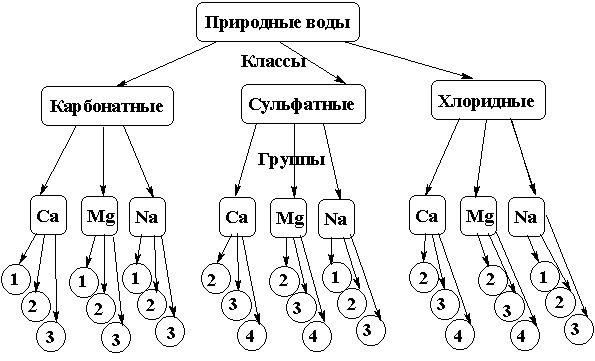 Природные воды
Классы
Карбонатные Сульфатные Хлоридные
Группы
Ca Mg Na Ca Mg Na Ca Mg Na
1 1 1 2 2 1 2 2 1
2 2 2 3 3 2 3 3 2
3 3 3 4 4 3 4 4 3